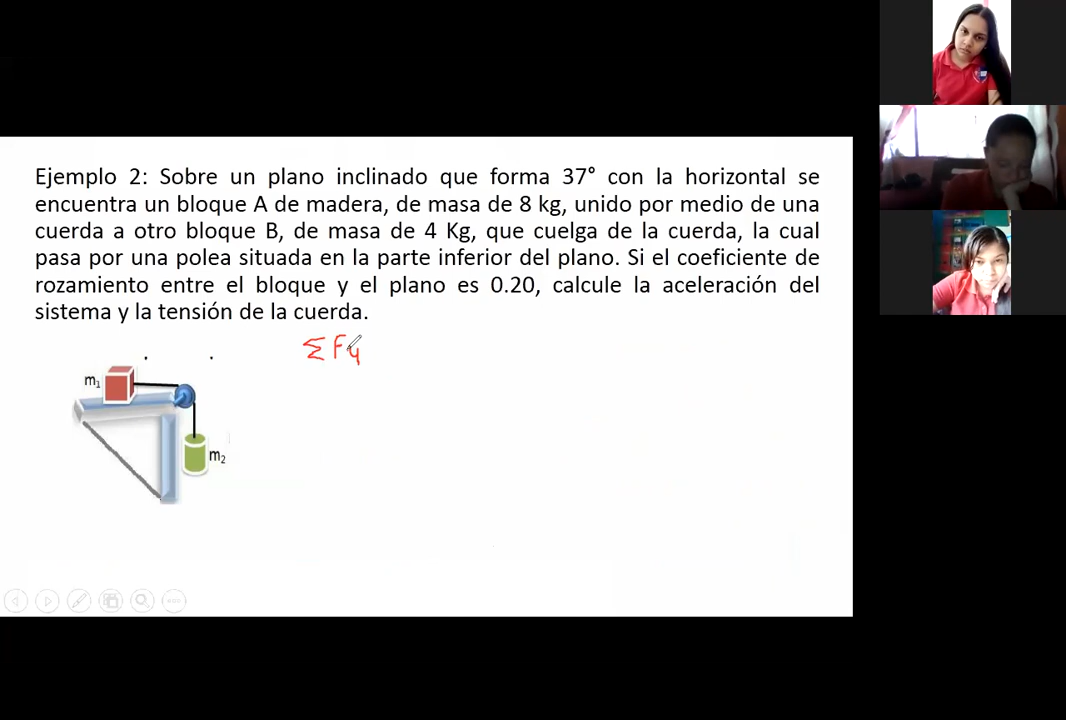 Ejemplo 2: Sobre un plano inclinado que forma 37° con la horizontal se
encuentra un bloque A de madera, de masa de 8 kg, unido por medio de una
cuerda a otro bloque B, de masa de 4 Kg, que cuelga de la cuerda, la cual
pasa por una polea situada en la parte inferior del plano. Si el coeficiente de
rozamiento entre el bloque y el plano es 0.20, calcule la aceleración del
sistema y la tensión de la cuerda.
Σ Fy
m₁
m₂